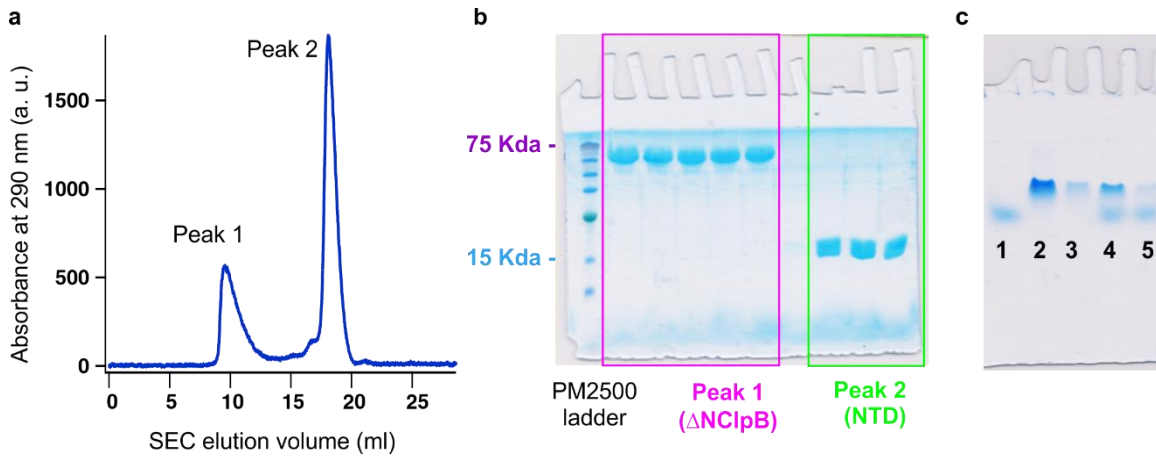 a
Peak 2
Peak 1
1500
1000
500
0
Absorbance at 290 nm (a. u.)
0 5 10 15 20 25
SEC elution volume (ml)
b
75 Kda -
15 Kda -
PM2500
ladder
Peak 1
(ΔNClpB)
Peak 2
(NTD)
c
1 2 3 4 5